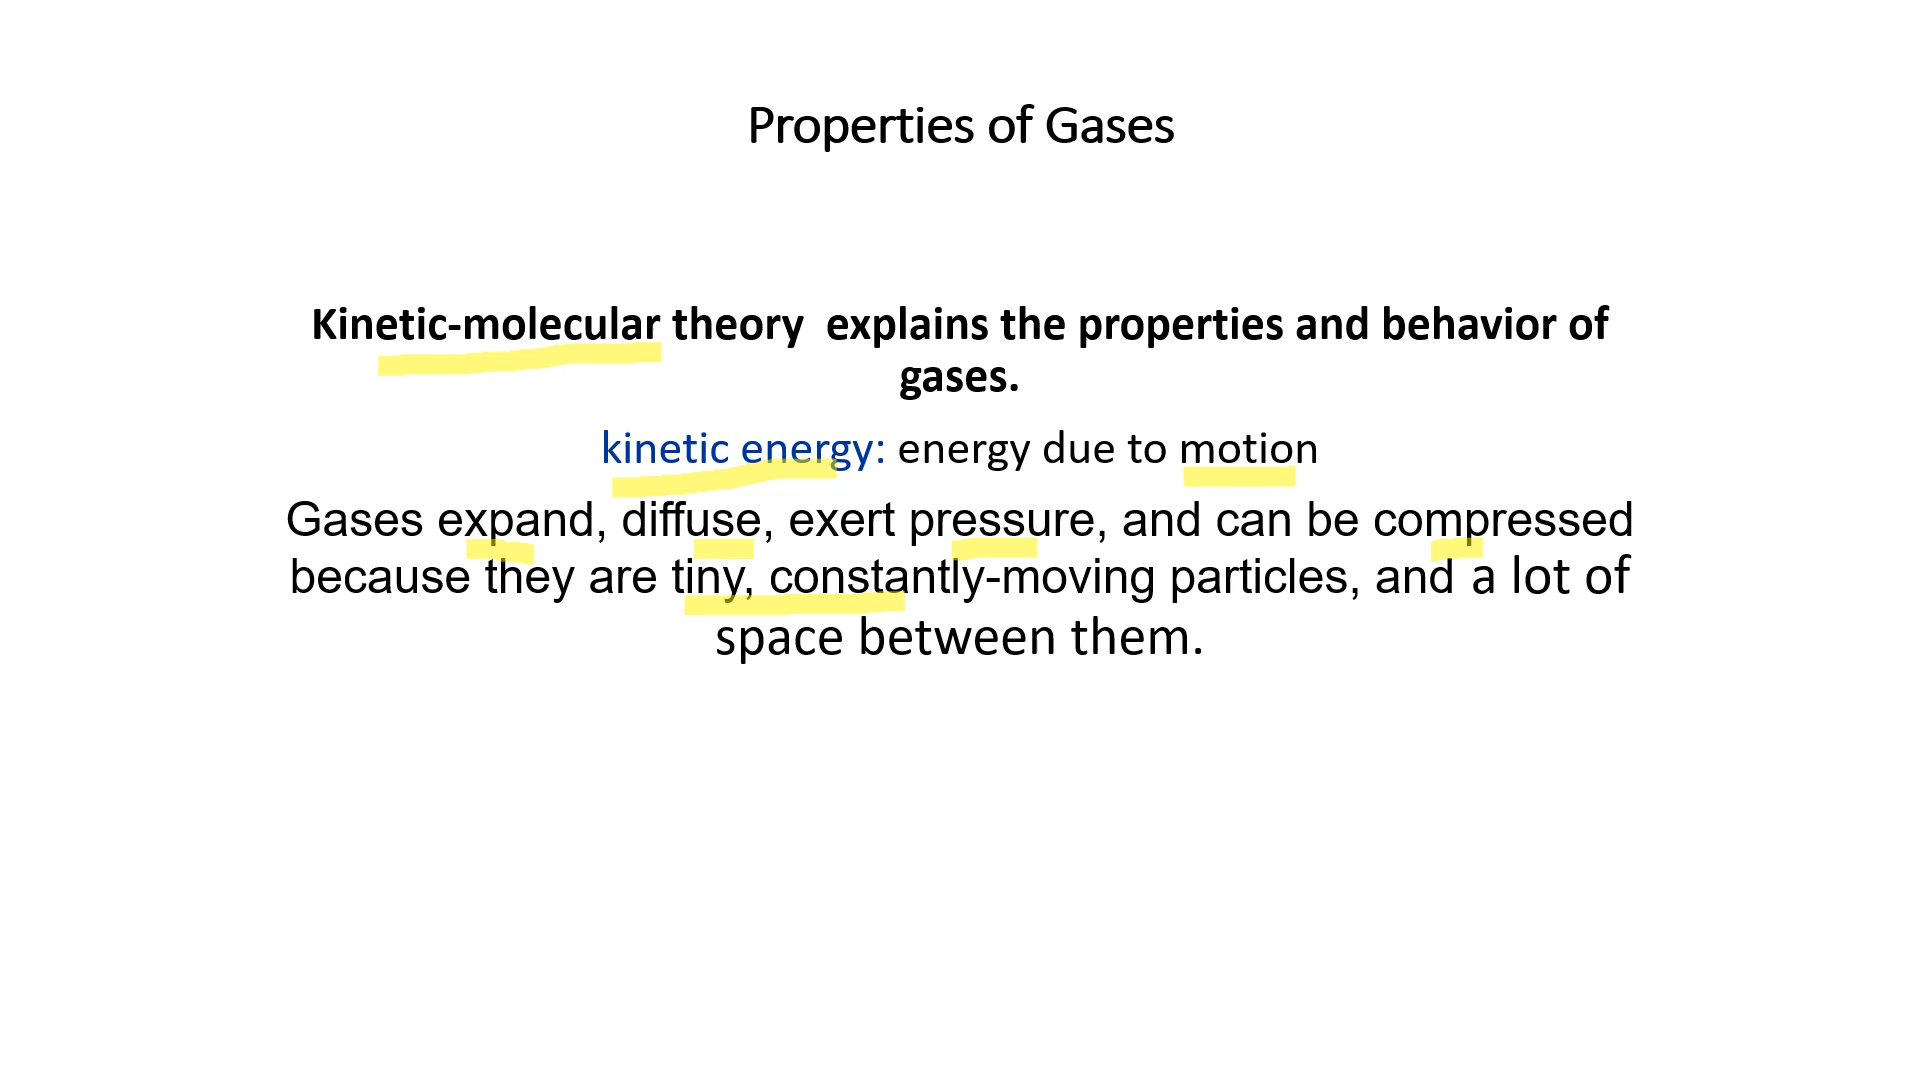 Properties of Gases
Kinetic-molecular theory  explains the properties and behavior of
gases.
kinetic energy: energy due to motion
Gases expand, diffuse, exert pressure, and can be compressed
because they are tiny, constantly-moving particles, and a lot of
space between them.